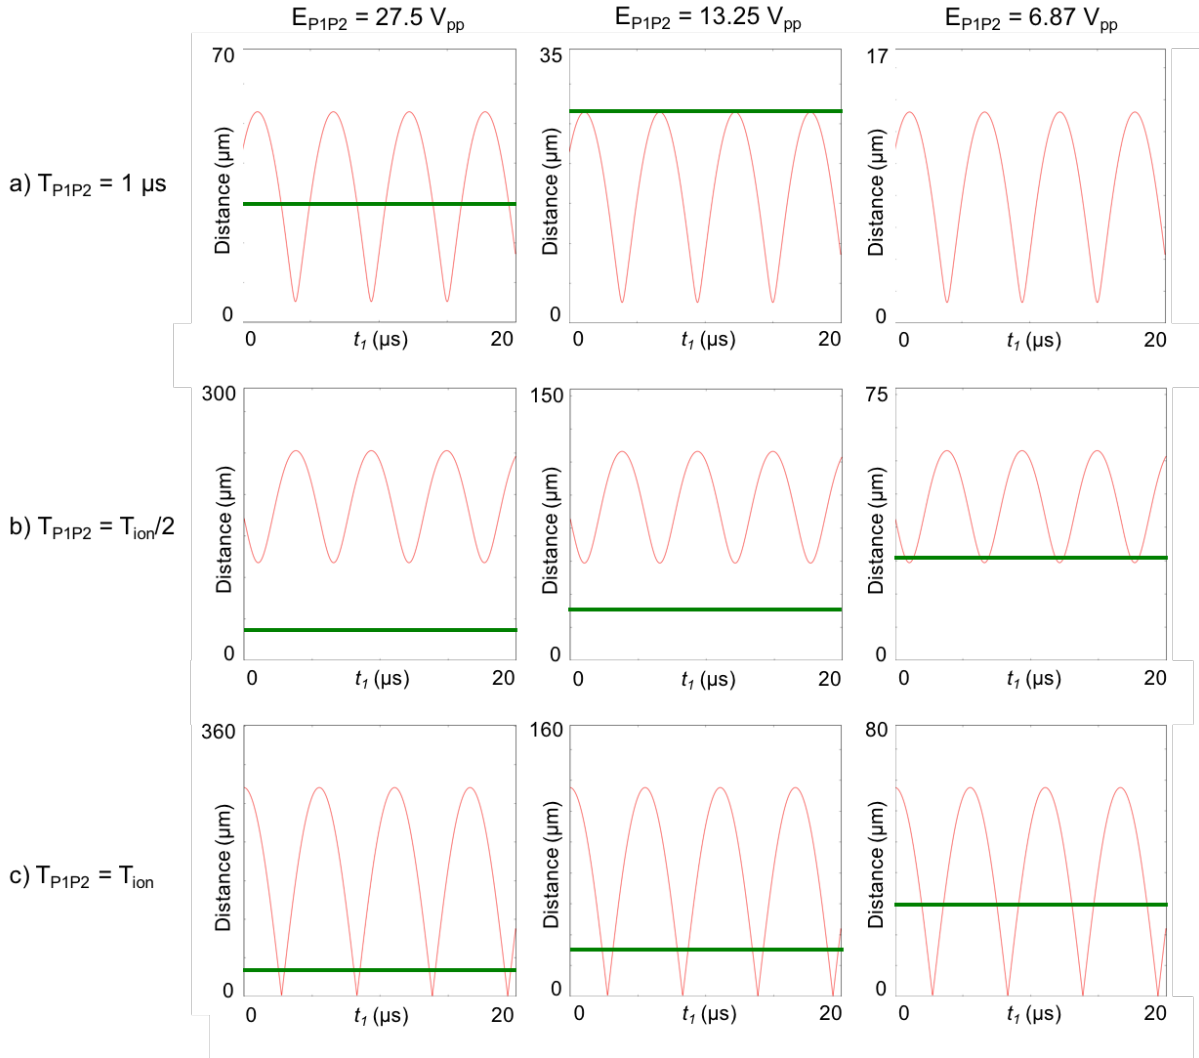 E_P1P2 = 27.5 V_pp
E_P1P2 = 13.25 V_pp
E_P1P2 = 6.87 V_pp
a) T_P1P2 = 1 µs
70
Distance (µm)
0
0
t_1 (µs)
20
35
Distance (µm)
0
0
t_1 (µs)
20
17
Distance (µm)
0
0
t_1 (µs)
20
b) T_P1P2 = T_ion/2
300
Distance (µm)
0
0
t_1 (µs)
20
150
Distance (µm)
0
0
t_1 (µs)
20
75
Distance (µm)
0
0
t_1 (µs)
20
c) T_P1P2 = T_ion
360
Distance (µm)
0
0
t_1 (µs)
20
160
Distance (µm)
0
0
t_1 (µs)
20
80
Distance (µm)
0
0
t_1 (µs)
20